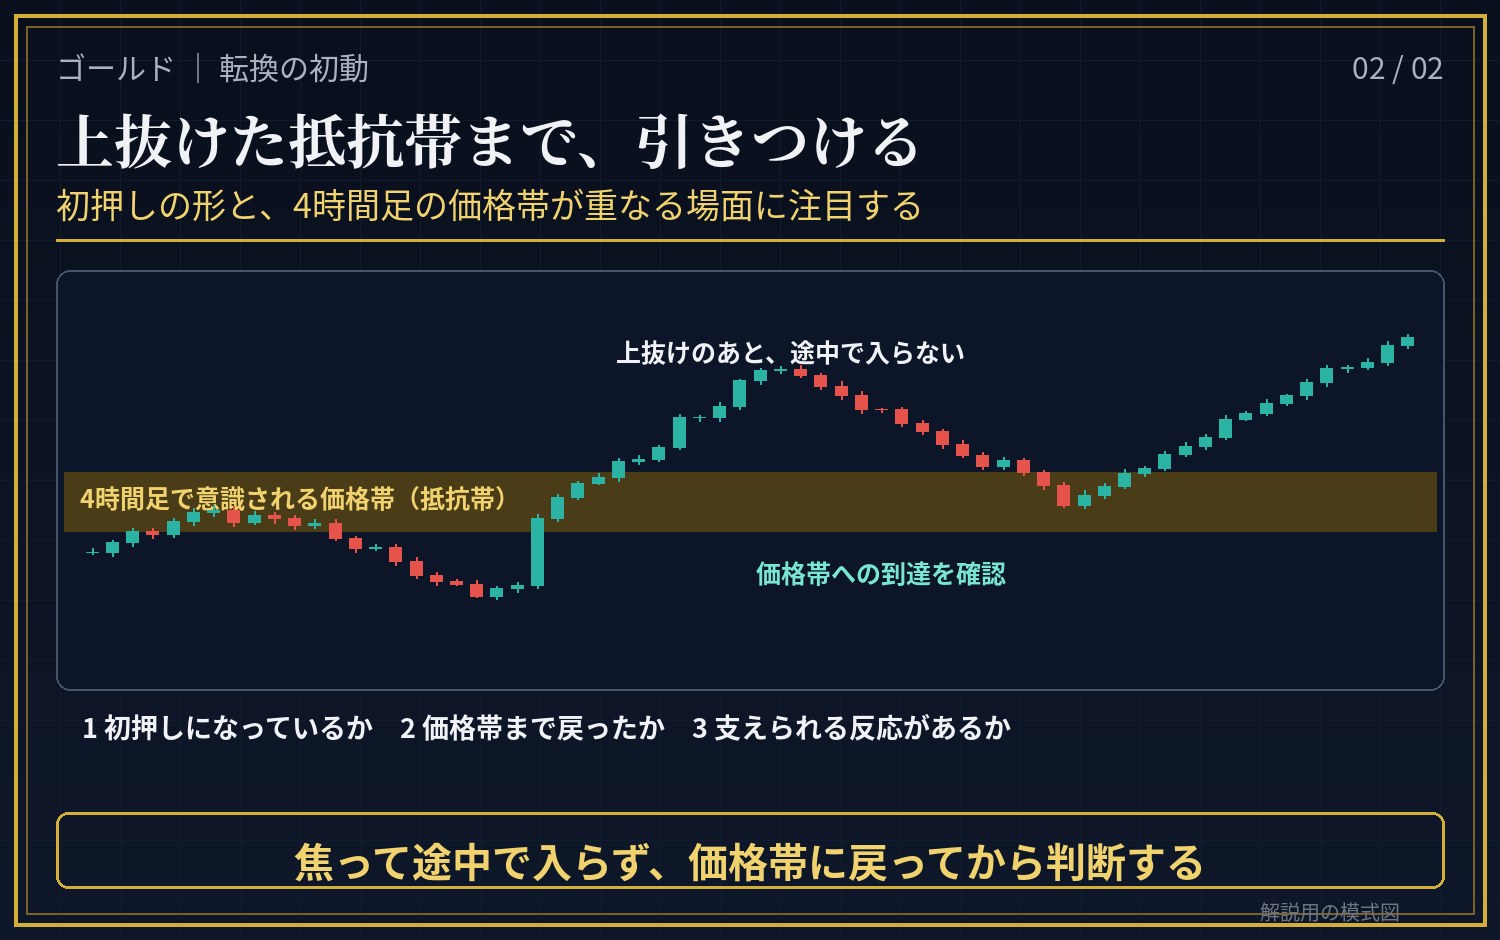 ゴールド ｜ 転換の初動
02 / 02
上抜けた抵抗帯まで、引きつける
初押しの形と、4時間足の価格帯が重なる場面に注目する
上抜けのあと、途中で入らない
4時間足で意識される価格帯（抵抗帯）
価格帯への到達を確認
1 初押しになっているか　2 価格帯まで戻ったか　3 支えられる反応があるか
焦って途中で入らず、価格帯に戻ってから判断する
解説用の模式図